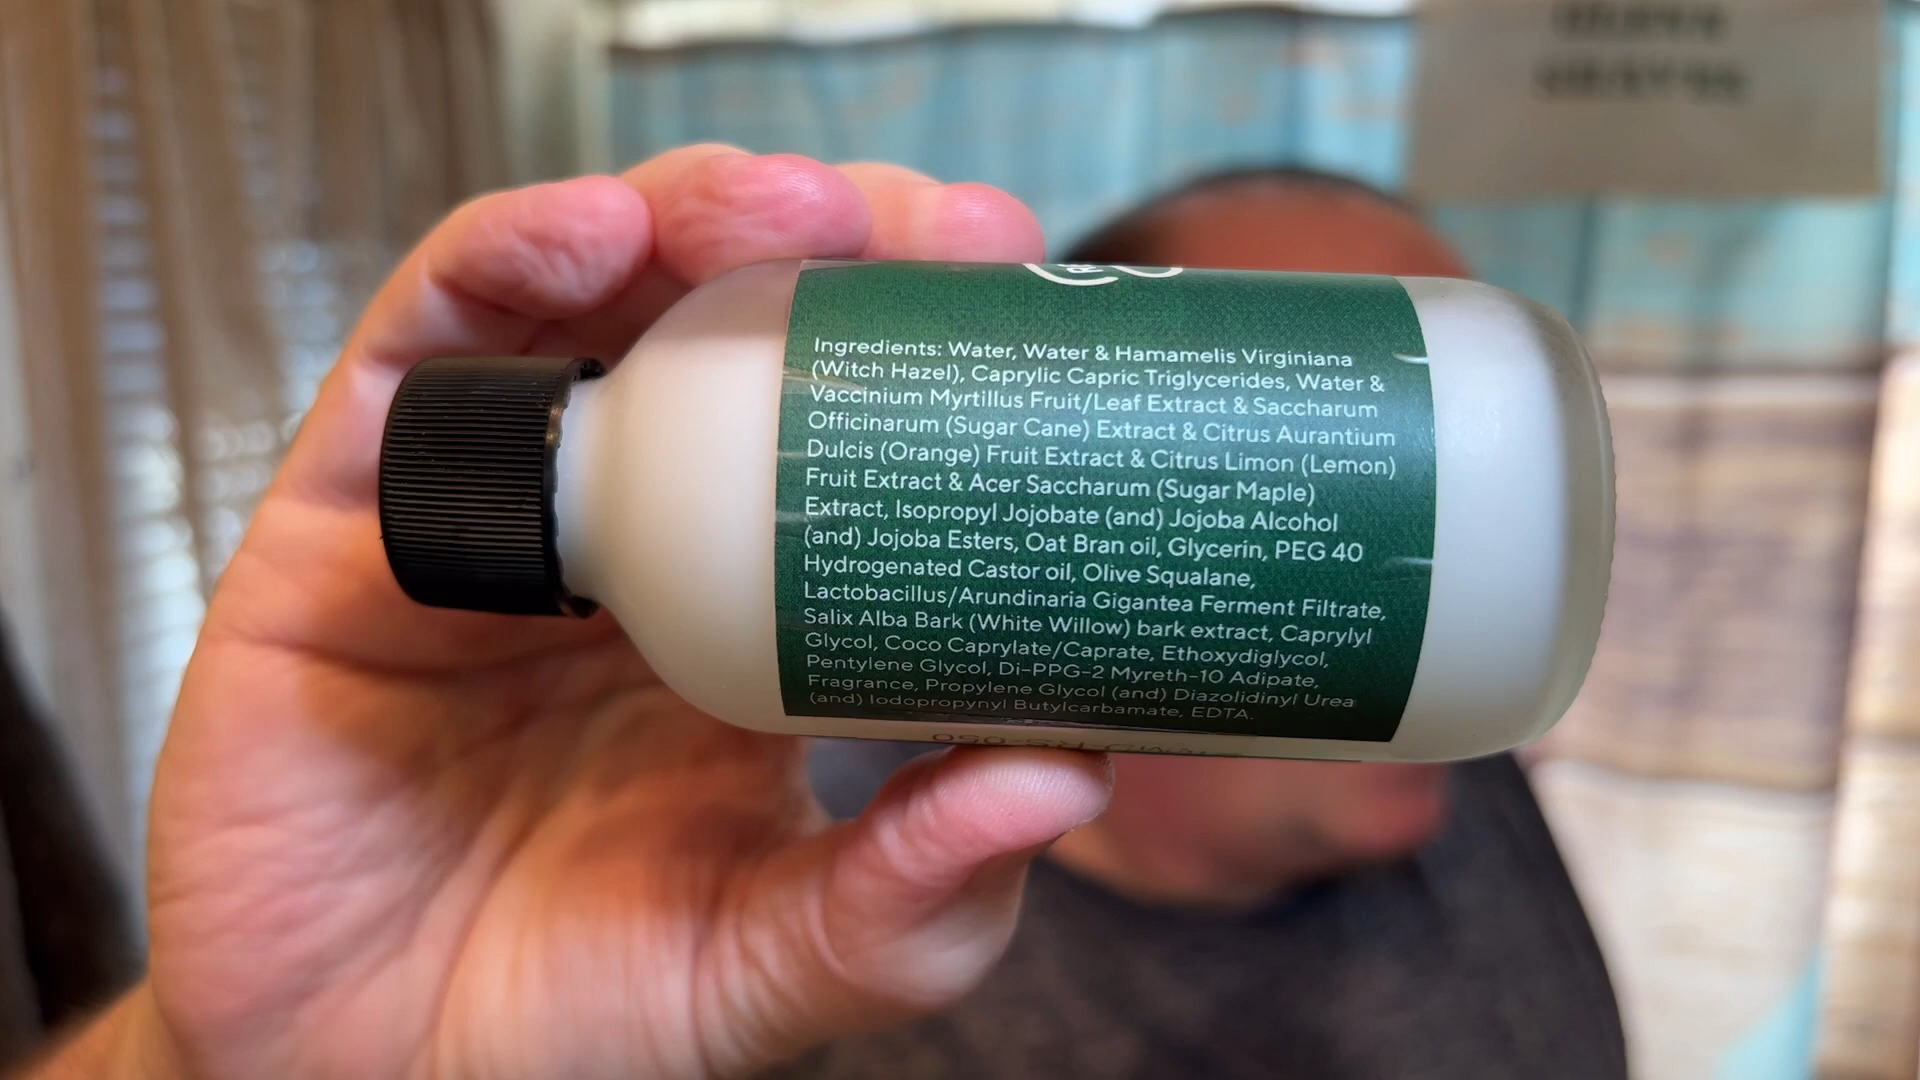 Ingredients: Water, Water & Hamamelis Virginiana
(Witch Hazel), Caprylic Capric Triglycerides, Water &
Vaccinium Myrtillus Fruit/Leaf Extract & Saccharum
Officinarum (Sugar Cane) Extract & Citrus Aurantium
Dulcis (Orange) Fruit Extract & Citrus Limon (Lemon)
Fruit Extract & Acer Saccharum (Sugar Maple)
Extract, Isopropyl Jojobate (and) Jojoba Alcohol
(and) Jojoba Esters, Oat Bran oil, Glycerin, PEG 40
Hydrogenated Castor oil, Olive Squalane,
Lactobacillus/Arundinaria Gigantea Ferment Filtrate,
Salix Alba Bark (White Willow) bark extract, Caprylyl
Glycol, Coco Caprylate/Caprate, Ethoxydiglycol,
Pentylene Glycol, Di-PPG-2 Myreth-10 Adipate,
Fragrance, Propylene Glycol (and) Diazolidinyl Urea
(and) Iodopropynyl Butylcarbamate, EDTA.